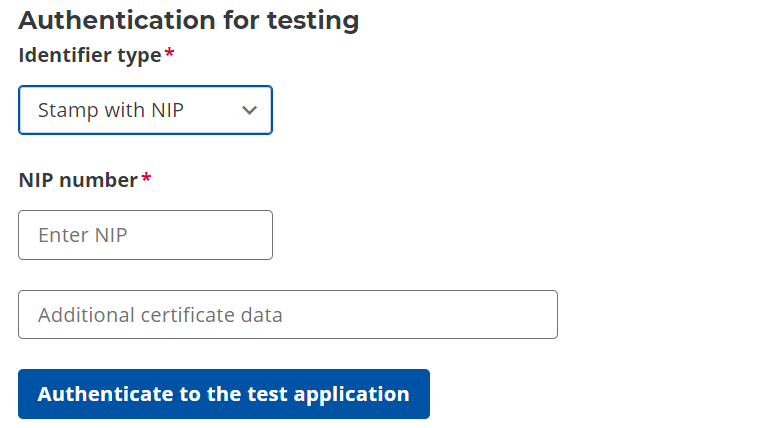 Authentication for testing
Identifier type*
Stamp with NIP
NIP number*
Enter NIP
Additional certificate data
Authenticate to the test application